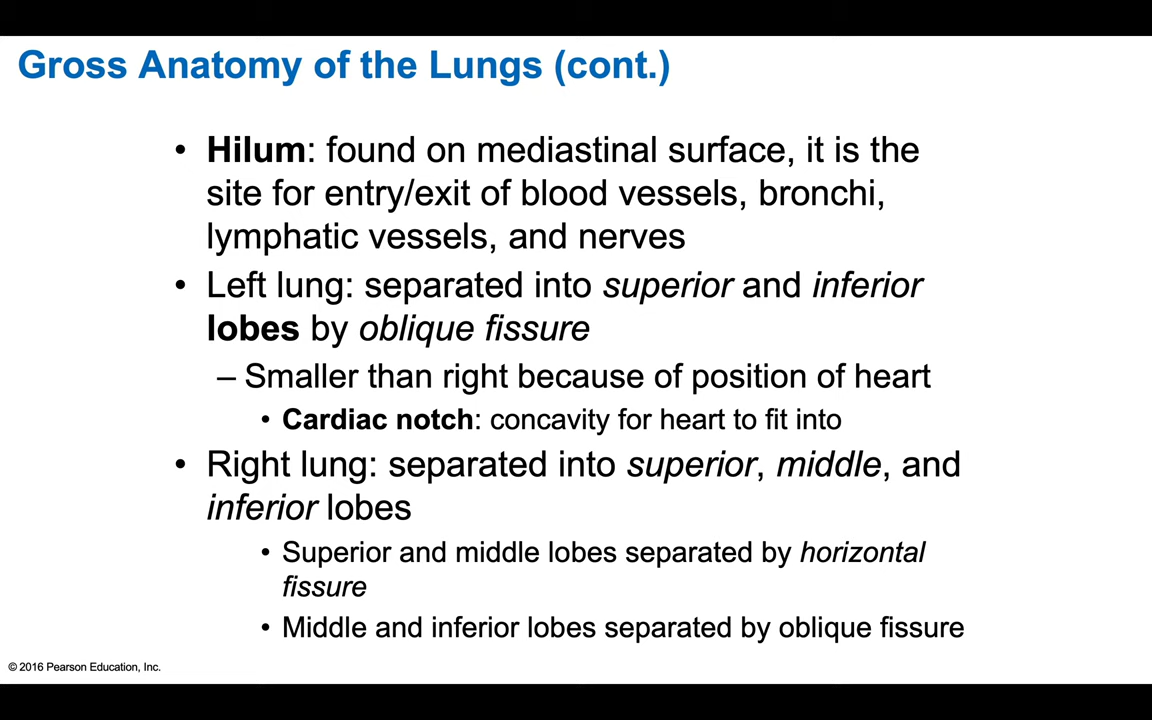 Gross Anatomy of the Lungs (cont.)
• Hilum: found on mediastinal surface, it is the
site for entry/exit of blood vessels, bronchi,
lymphatic vessels, and nerves
• Left lung: separated into superior and inferior
lobes by oblique fissure
– Smaller than right because of position of heart
• Cardiac notch: concavity for heart to fit into
• Right lung: separated into superior, middle, and
inferior lobes
• Superior and middle lobes separated by horizontal
fissure
• Middle and inferior lobes separated by oblique fissure
© 2016 Pearson Education, Inc.